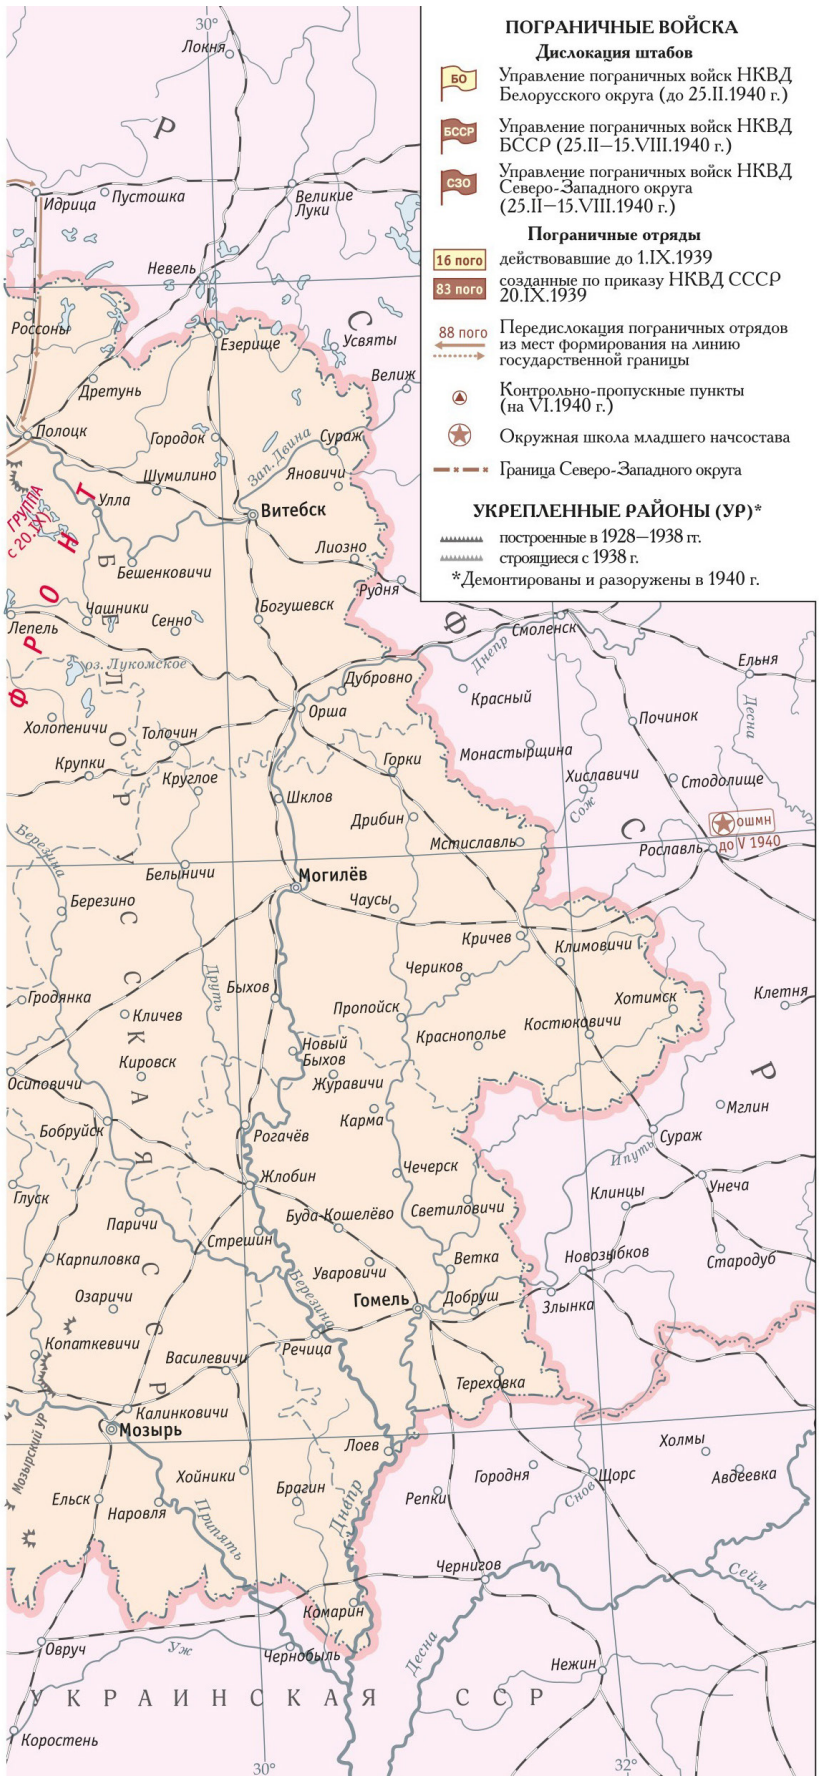 ПОГРАНИЧНЫЕ ВОЙСКА
Дислокация штабов
БО
Управление пограничных войск НКВД
Белорусского округа (до 25.II.1940 г.)
БССР
Управление пограничных войск НКВД
БССР (25.II–15.VIII.1940 г.)
СЗО
Управление пограничных войск НКВД
Северо-Западного округа
(25.II–15.VIII.1940 г.)
Пограничные отряды
16 пого
действовавшие до 1.IX.1939
83 пого
созданные по приказу НКВД СССР
20.IX.1939
88 пого
Передислокация пограничных отрядов
из мест формирования на линию
государственной границы
Контрольно-пропускные пункты
(на VI.1940 г.)
Окружная школа младшего начсостава
Граница Северо-Западного округа
УКРЕПЛЕННЫЕ РАЙОНЫ (УР)*
построенные в 1928–1938 гг.
строящиеся с 1938 г.
*Демонтированы и разоружены в 1940 г.
30°
Локня
Р
Идрица
Пустошка
Великие
Луки
Невель
С
Россоны
Езерище
Усвяты
Велиж
Дретунь
Полоцк
Городок
Зап. Двина
Сураж
Шумилино
Яновичи
ГРУППА
с 20.IX)
Улла
Витебск
Лиозно
Бешенковичи
Рудня
Чашники
Богушевск
Сенно
Лепель
ФРОНТ
Ф
Смоленск
Днепр
Ельня
Десна
оз. Лукомское
Дубровно
Красный
Орша
Починок
Холопеничи
Толочин
Монастырщина
Крупки
Круглое
Горки
Хиславичи
Стодолище
Шклов
Сож
Дрибин
С
ошмн
до V 1940
Березина
Мстиславль
Рославль
Белыничи
Могилёв
Березино
Чаусы
Кричев
Климовичи
Чериков
Друть
Быхов
Гродянка
Кличев
Пропойск
Хотимск
Клетня
Костюковичи
Краснополье
Новый
Быхов
Кировск
Осиповичи
Журавичи
Р
Карма
Мглин
Бобруйск
Рогачёв
Сураж
Ипуть
Чечерск
Жлобин
Унеча
Глуск
Клинцы
Паричи
Буда-Кошелёво
Светиловичи
Стрешин
Карпиловка
Ветка
Новозыбков
Стародуб
Уваровичи
Озаричи
Березина
Гомель
Добруш
Злынка
Копаткевичи
Речица
Василевичи
Тереховка
Калинковичи
Мозырь
Мозырский ур
Лоев
Холмы
Хойники
Городня
Щорс
Авдеевка
Брагин
Днепр
Репки
Снов
Ельск
Наровля
Припять
БЕЛОРУССКАЯ ССР
Чернигов
Сейм
Комарин
Овруч
Уж
Чернобыль
Десна
Нежин
УКРАИНСКАЯ ССР
Коростень
30°
32°